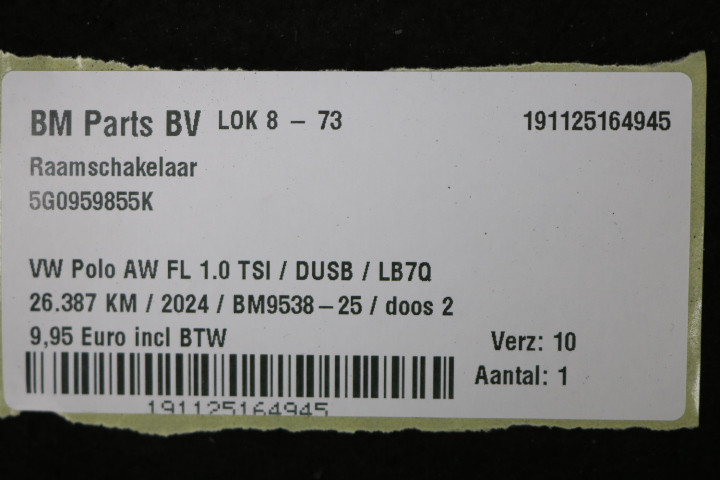 BM Parts BV LOK 8 – 73 191125164945
Raamschakelaar
5G0959855K
VW Polo AW FL 1.0 TSI / DUSB / LB7Q
26.387 KM / 2024 / BM9538–25 / doos 2
9,95 Euro incl BTW Verz: 10
Aantal: 1
191125164945